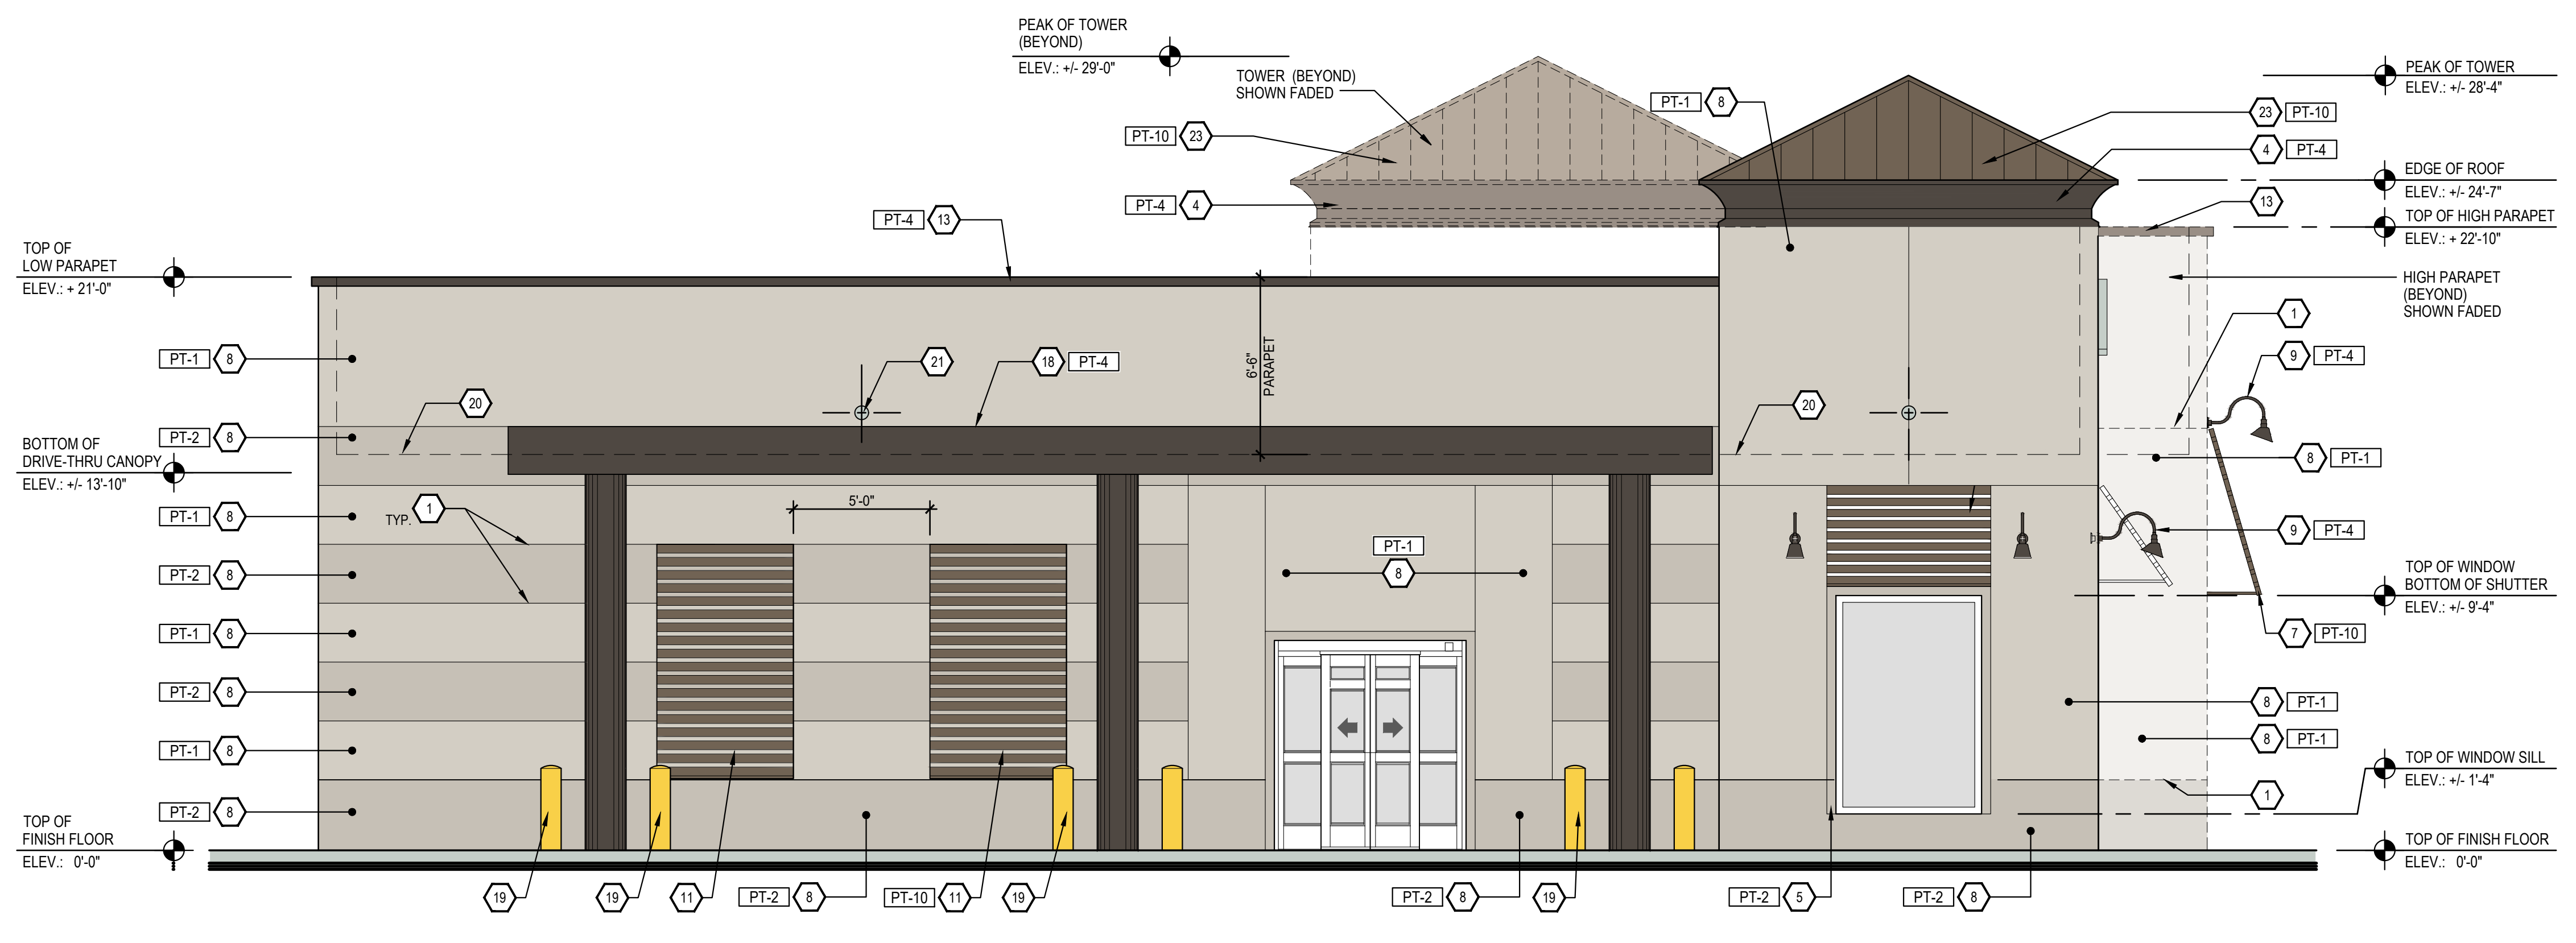 PEAK OF TOWER
(BEYOND)
ELEV.: +/- 29'-0"
TOWER (BEYOND)
SHOWN FADED
PT-1 8
PEAK OF TOWER
ELEV.: +/- 28'-4"
PT-10 23
23 PT-10
4 PT-4
EDGE OF ROOF
ELEV.: +/- 24'-7"
PT-4 4
13
PT-4 13
TOP OF HIGH PARAPET
ELEV.: + 22'-10"
TOP OF
LOW PARAPET
ELEV.: + 21'-0"
HIGH PARAPET
(BEYOND)
SHOWN FADED
1
PT-1 8
21
18 PT-4
6'-6"
PARAPET
9 PT-4
20
20
PT-2 8
BOTTOM OF
DRIVE-THRU CANOPY
ELEV.: +/- 13'-10"
8 PT-1
PT-1 8
TYP. 1
5'-0"
9 PT-4
PT-1
8
PT-2 8
TOP OF WINDOW
BOTTOM OF SHUTTER
ELEV.: +/- 9'-4"
PT-1 8
7 PT-10
PT-2 8
8 PT-1
PT-1 8
8 PT-1
TOP OF WINDOW SILL
ELEV.: +/- 1'-4"
1
PT-2 8
TOP OF
FINISH FLOOR
ELEV.: 0'-0"
TOP OF FINISH FLOOR
ELEV.: 0'-0"
19
19
11
PT-2 8
PT-10 11
19
PT-2 8
19
PT-2 5
PT-2 8